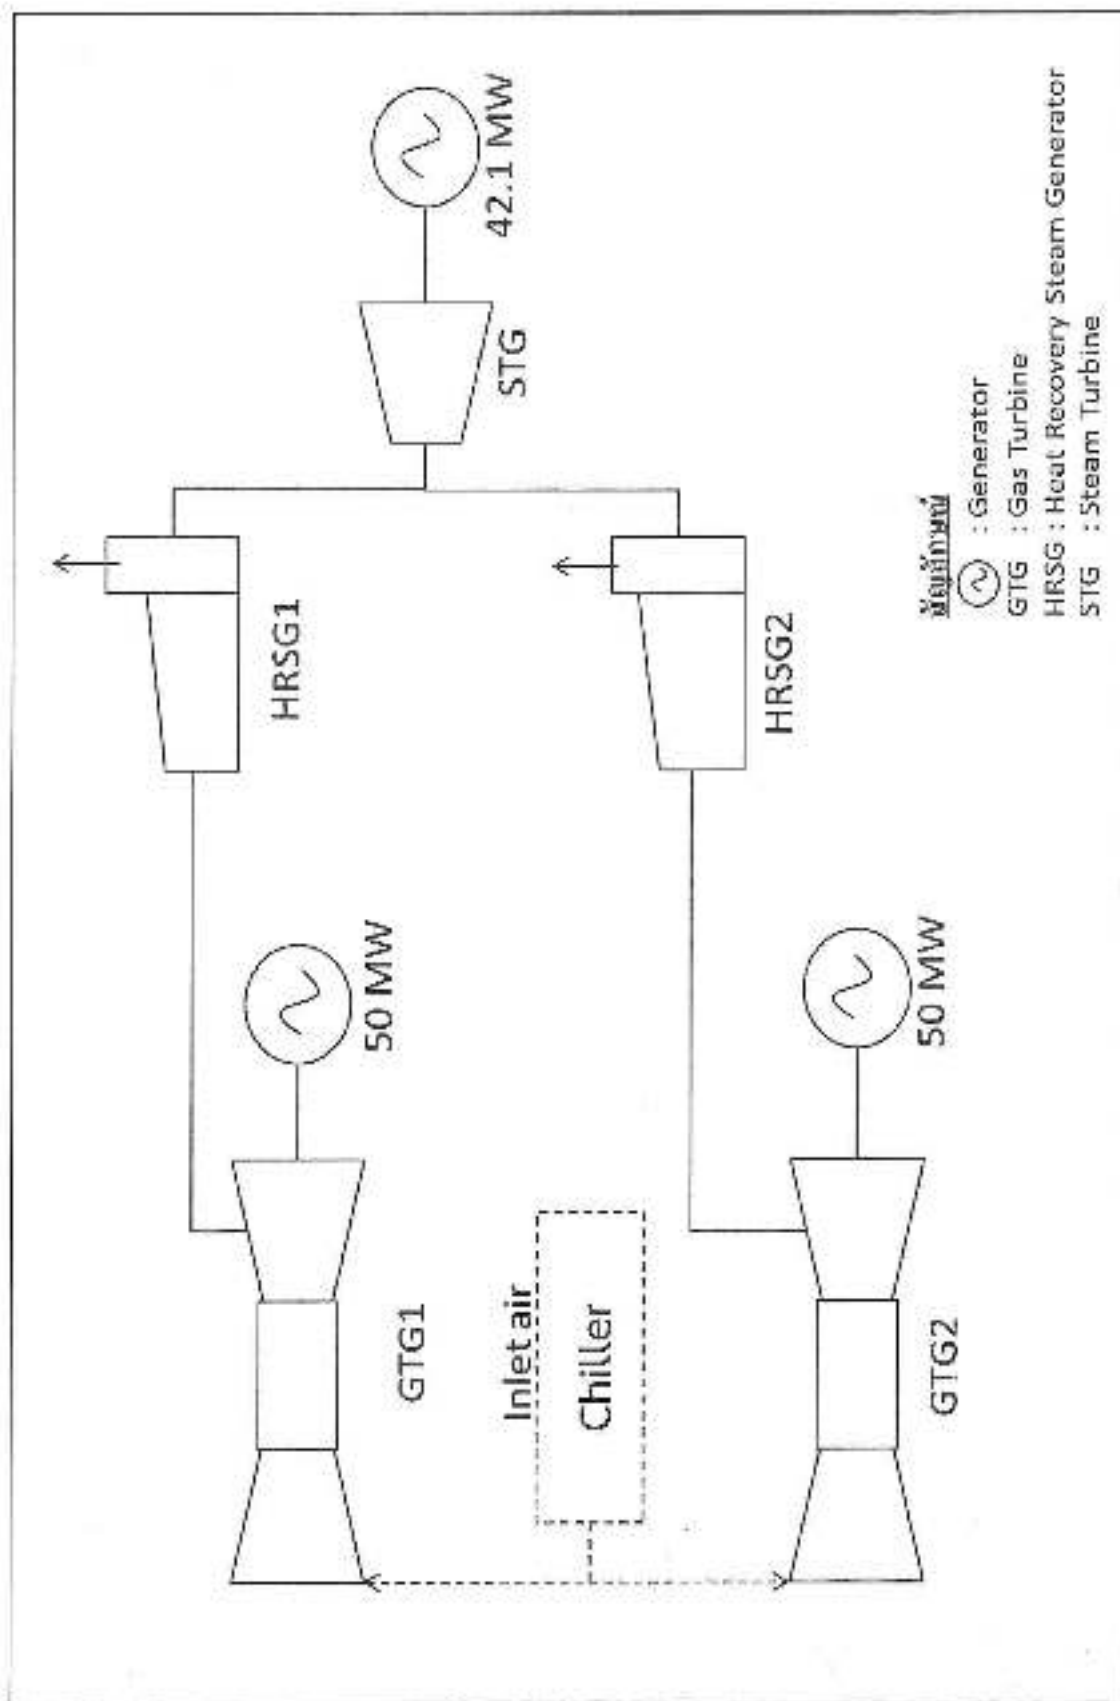 42.1 MW
STG
HRSG1
HRSG2
50 MW
50 MW
GTG1
Inlet air
Chiller
GTG2
สัญลักษณ์
: Generator
GTG : Gas Turbine
HRSG : Heat Recovery Steam Generator
STG : Steam Turbine